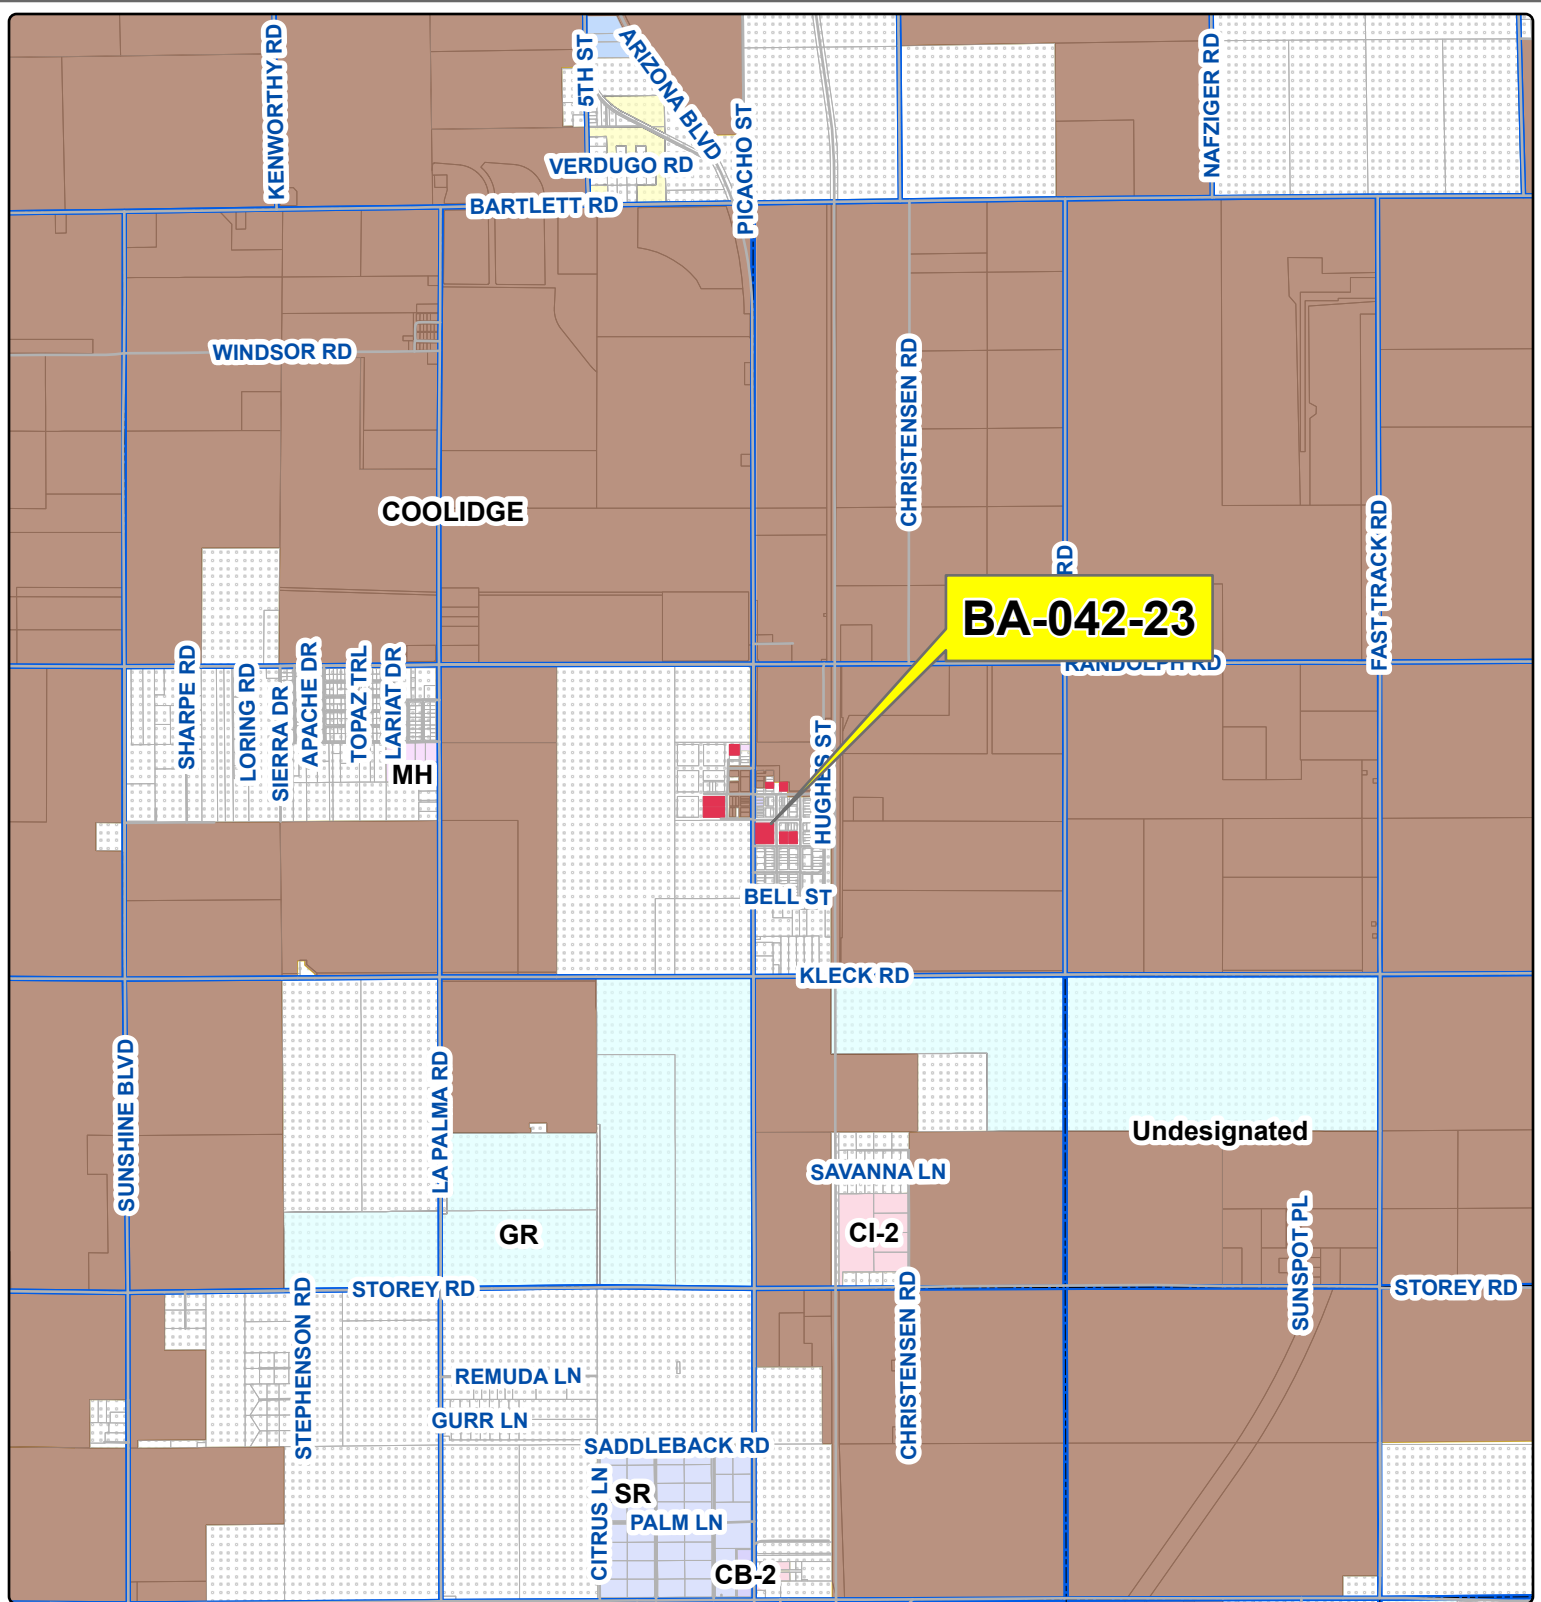 KENWORTHY RD
5TH ST
ARIZONA BLVD
PICACHO ST
NAFZIGER RD
VERDUGO RD
BARTLETT RD
WINDSOR RD
CHRISTENSEN RD
COOLIDGE
FAST TRACK RD
RD
BA-042-23
RANDOLPH RD
SHARPE RD
LORING RD
SIERRA DR
APACHE DR
TOPAZ TRL
LARIAT DR
MH
HUGHES ST
BELL ST
KLECK RD
SUNSHINE BLVD
LA PALMA RD
Undesignated
SAVANNA LN
GR
CI-2
SUNSPOT PL
STOREY RD
STOREY RD
STEPHENSON RD
CHRISTENSEN RD
REMUDA LN
GURR LN
SADDLEBACK RD
CITRUS LN
SR
PALM LN
CB-2